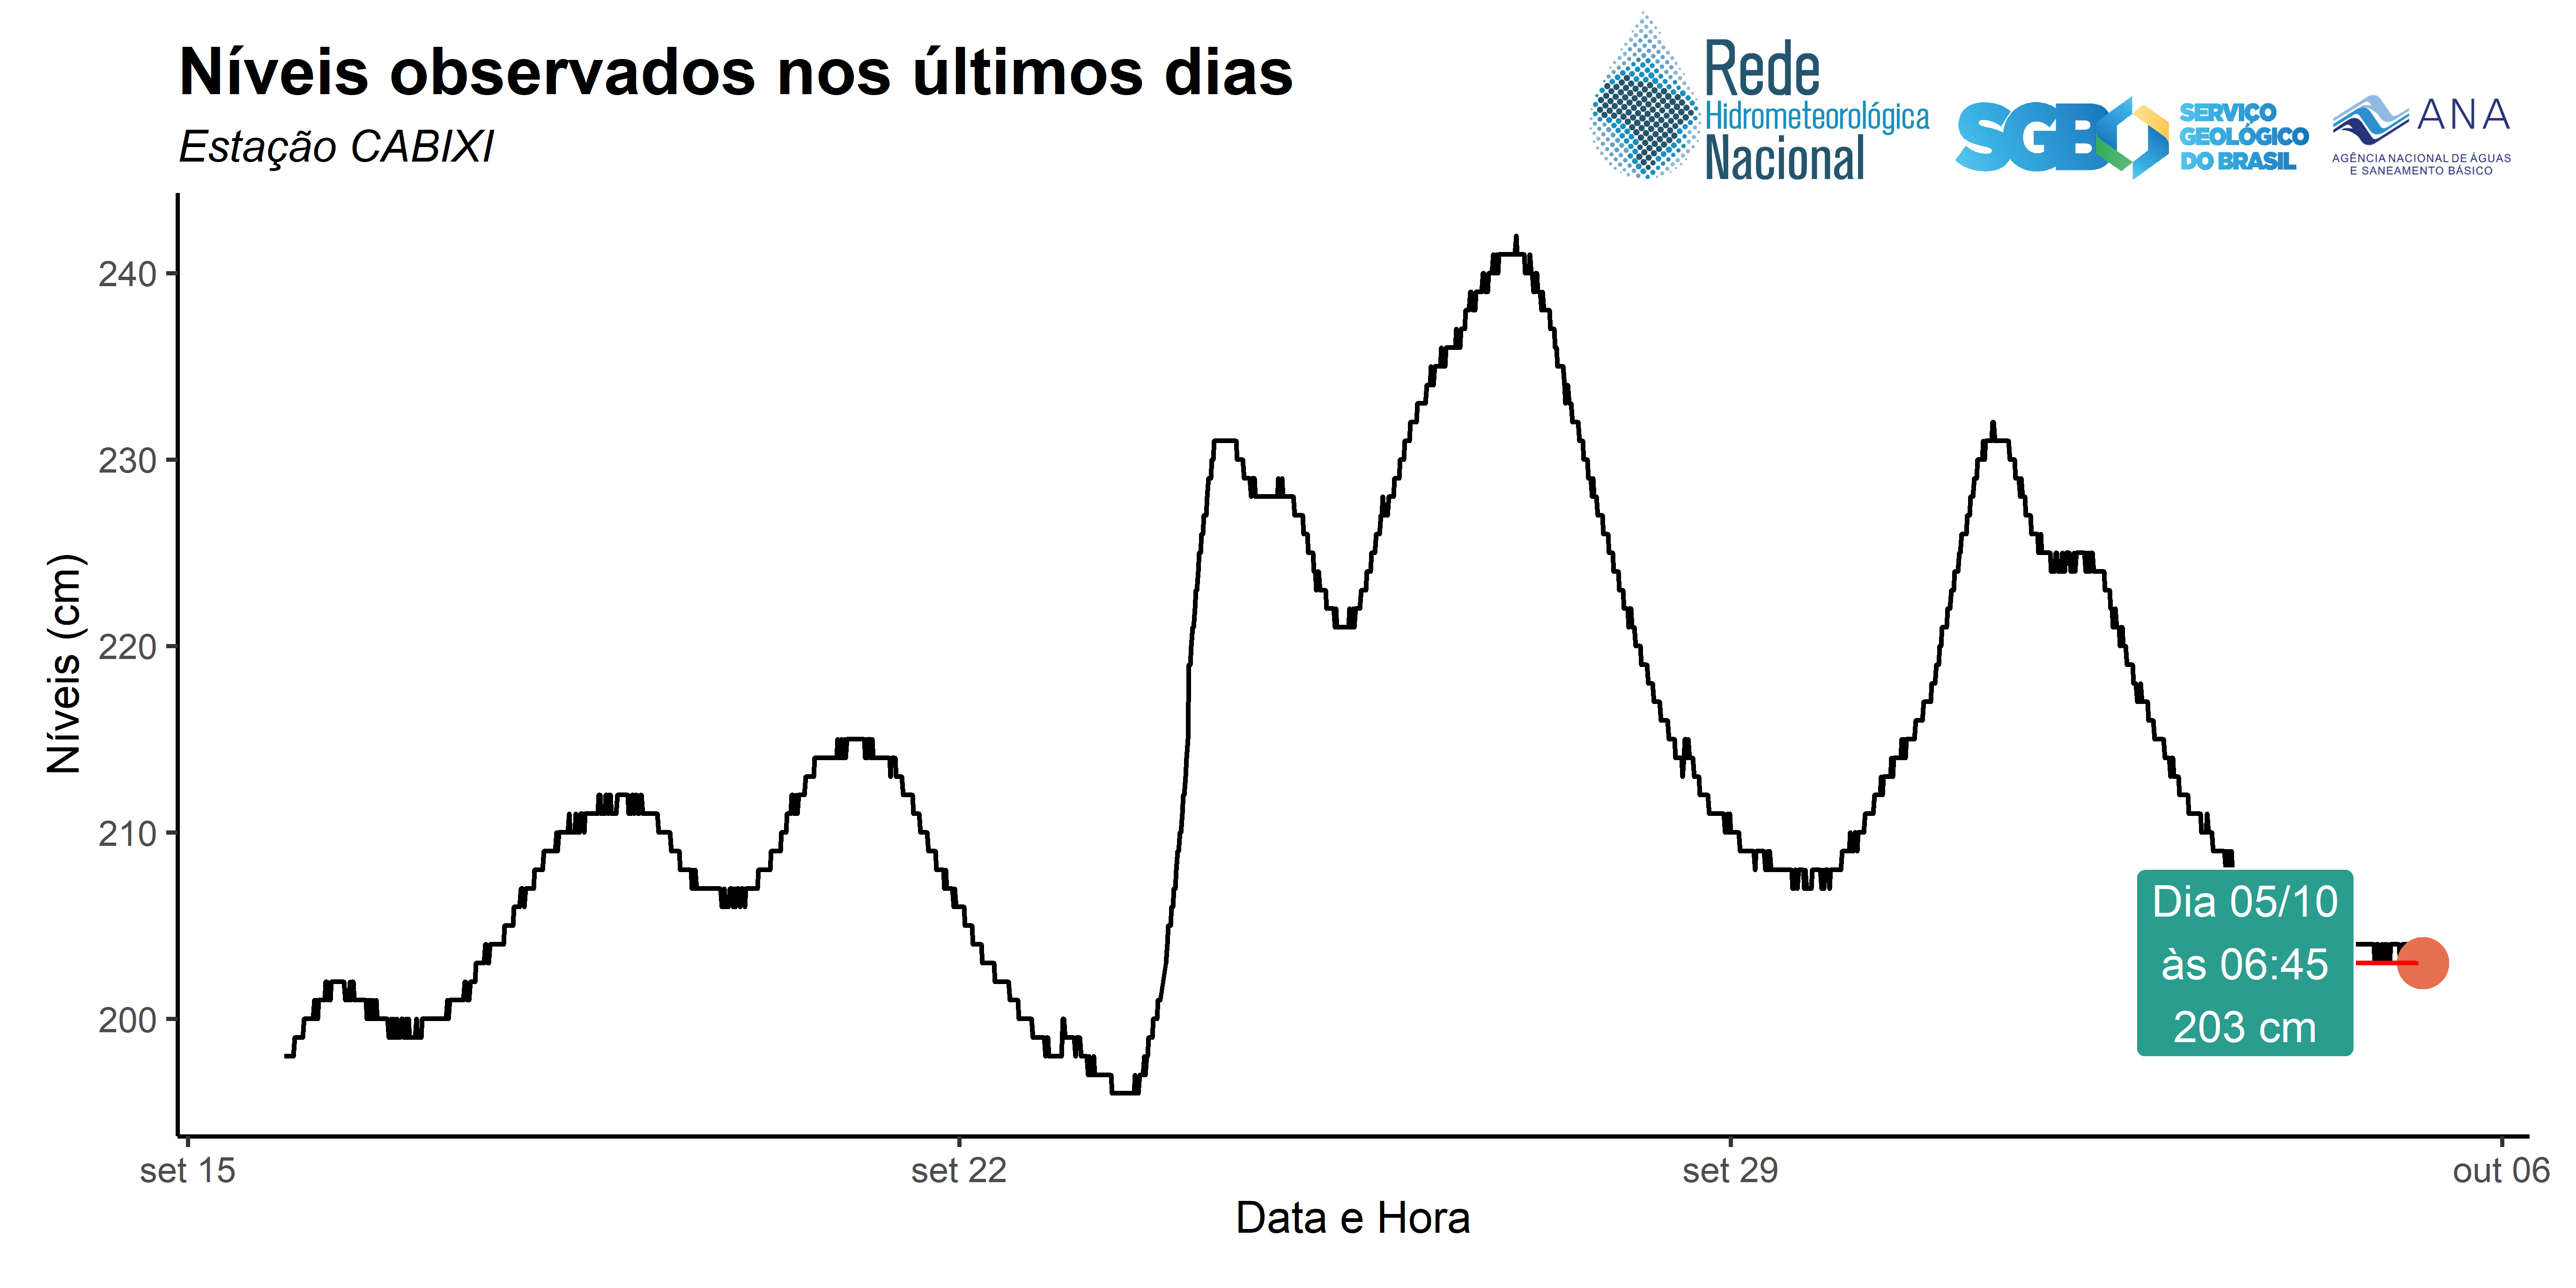 Níveis observados nos últimos dias
Estação CABIXI
Rede
Hidrometeorológica
Nacional
SGB
SERVIÇO
GEOLÓGICO
DO BRASIL
ANA
AGÊNCIA NACIONAL DE ÁGUAS
E SANEAMENTO BÁSICO
Níveis (cm)
240
230
220
210
200
Dia 05/10
às 06:45
203 cm
set 15
set 22
set 29
out 06
Data e Hora